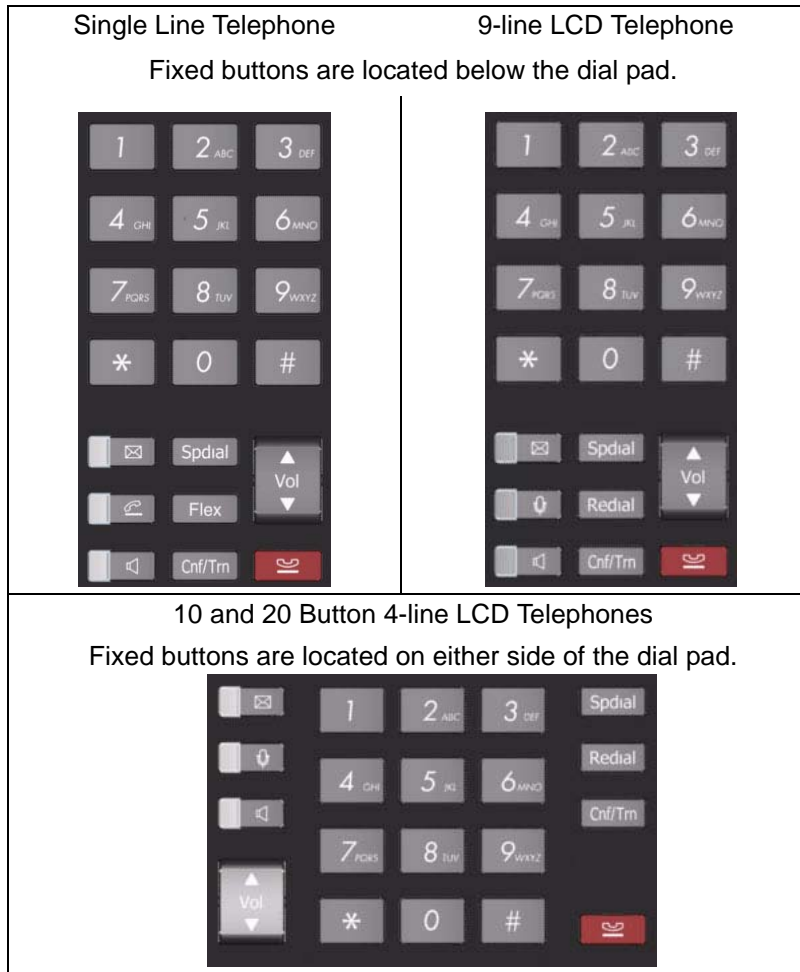 Single Line Telephone
9-line LCD Telephone
Fixed buttons are located below the dial pad.
1 2 ABC 3 DEF
4 GHI 5 JKL 6 MNO
7 PQRS 8 TUV 9 WXYZ
* 0 #
Spdial
Vol
Flex
Cnf/Trn
1 2 ABC 3 DEF
4 GHI 5 JKL 6 MNO
7 PQRS 8 TUV 9 WXYZ
* 0 #
Spdial
Vol
Redial
Cnf/Trn
10 and 20 Button 4-line LCD Telephones
Fixed buttons are located on either side of the dial pad.
1 2 ABC 3 DEF Spdial
Redial
4 GHI 5 JKL 6 MNO
Cnf/Trn
7 PQRS 8 TUV 9 WXYZ
Vol
* 0 #